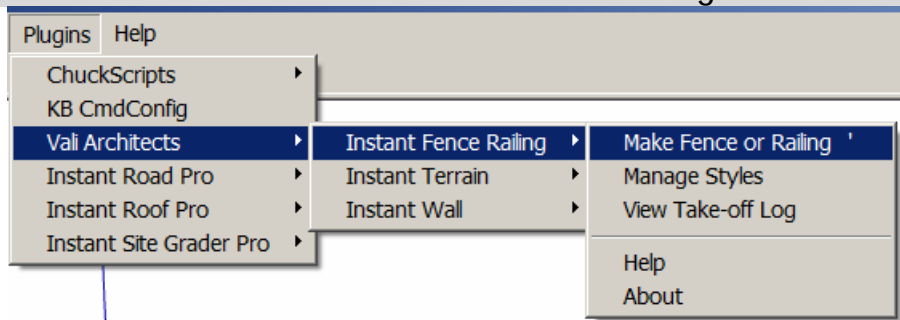 Plugins Help
ChuckScripts
KB CmdConfig
Vali Architects
Instant Road Pro
Instant Roof Pro
Instant Site Grader Pro
Instant Fence Railing
Instant Terrain
Instant Wall
Make Fence or Railing '
Manage Styles
View Take-off Log
Help
About